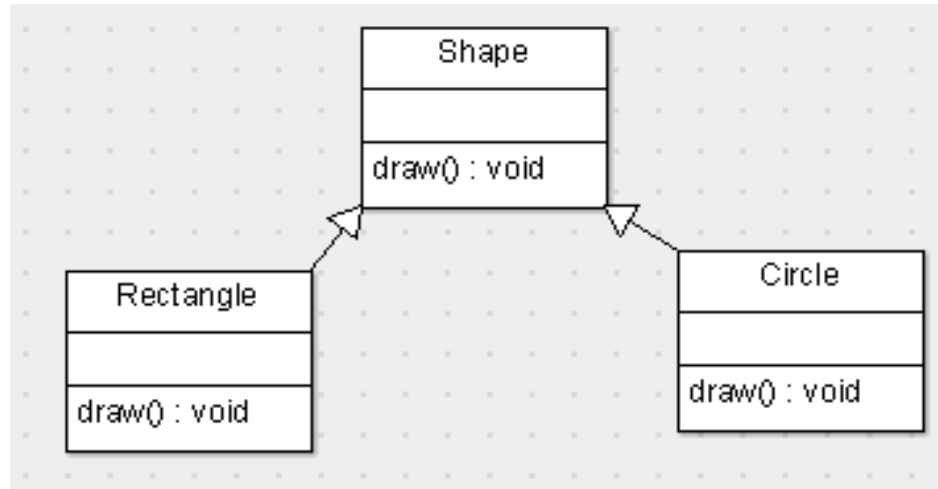 Shape
draw() : void
Rectangle
draw() : void
Circle
draw() : void